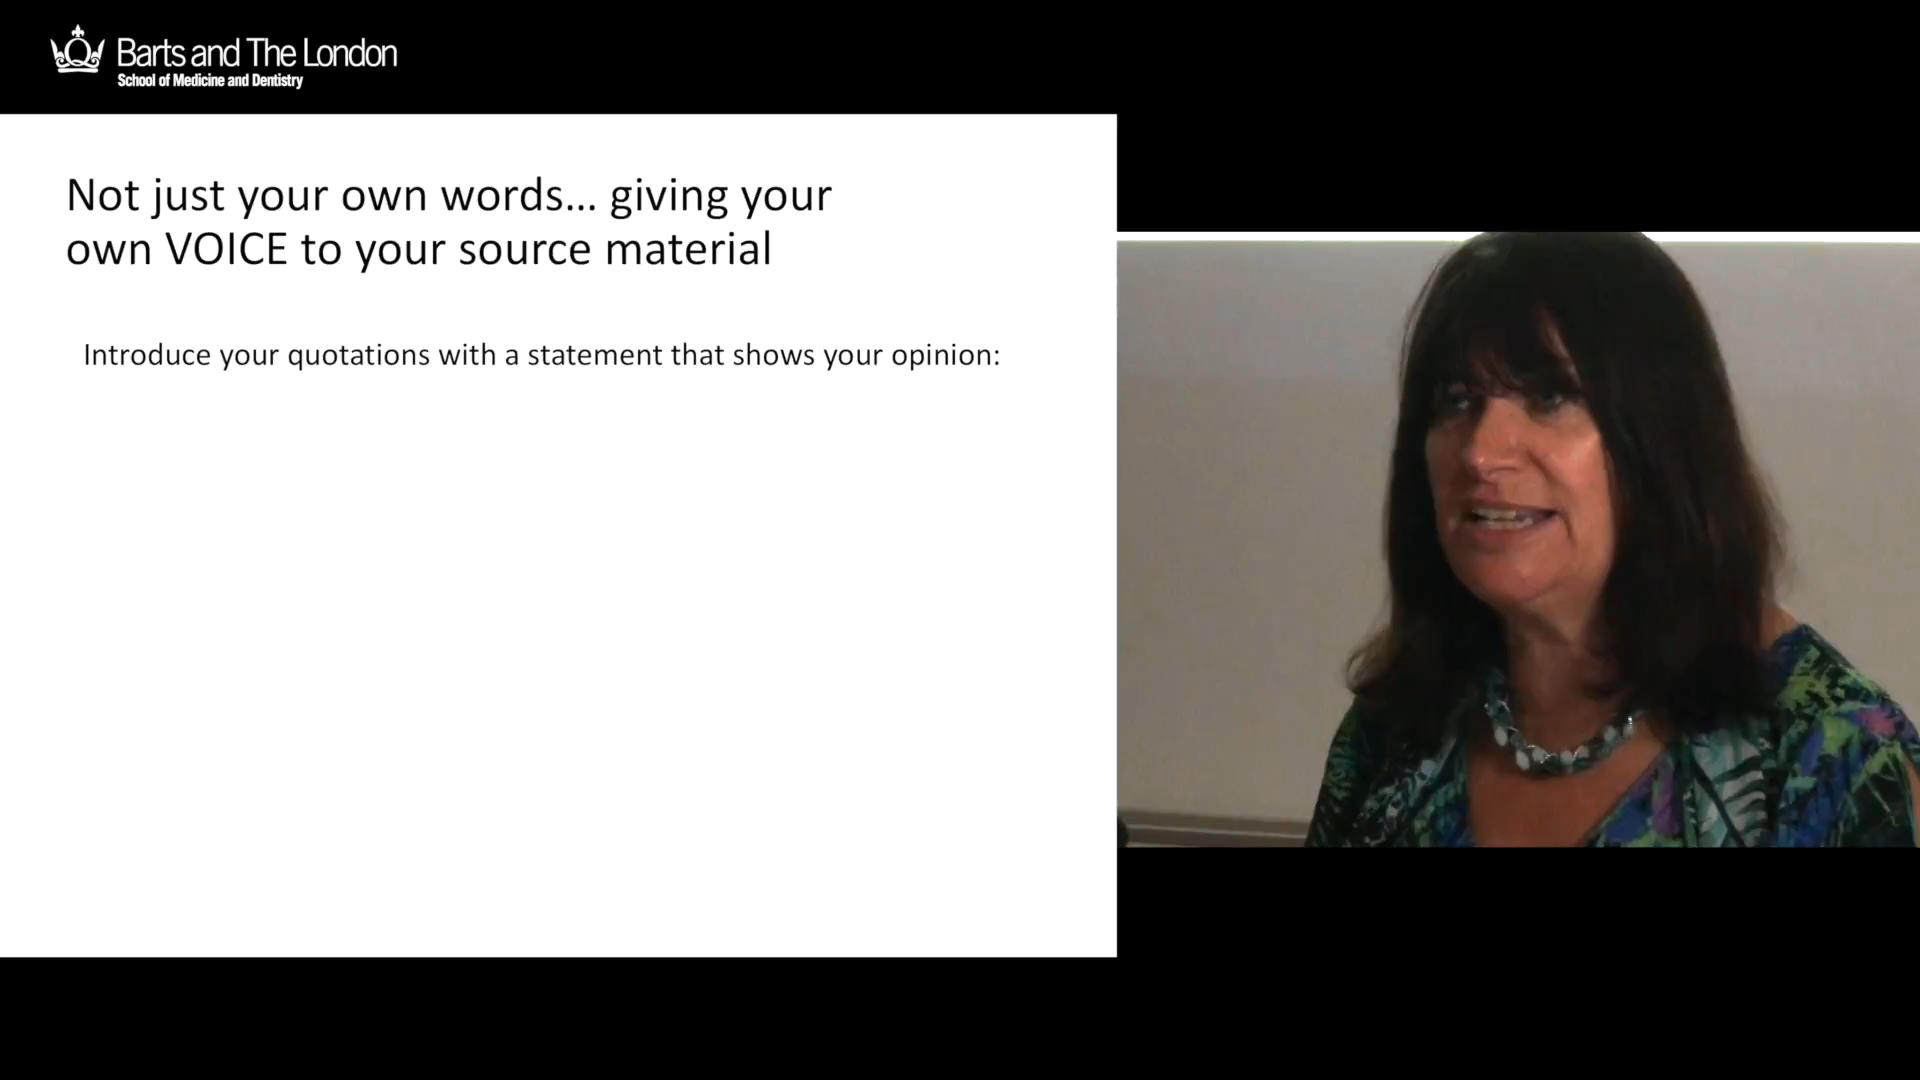 Barts and The London
School of Medicine and Dentistry
Not just your own words... giving your
own VOICE to your source material
Introduce your quotations with a statement that shows your opinion: